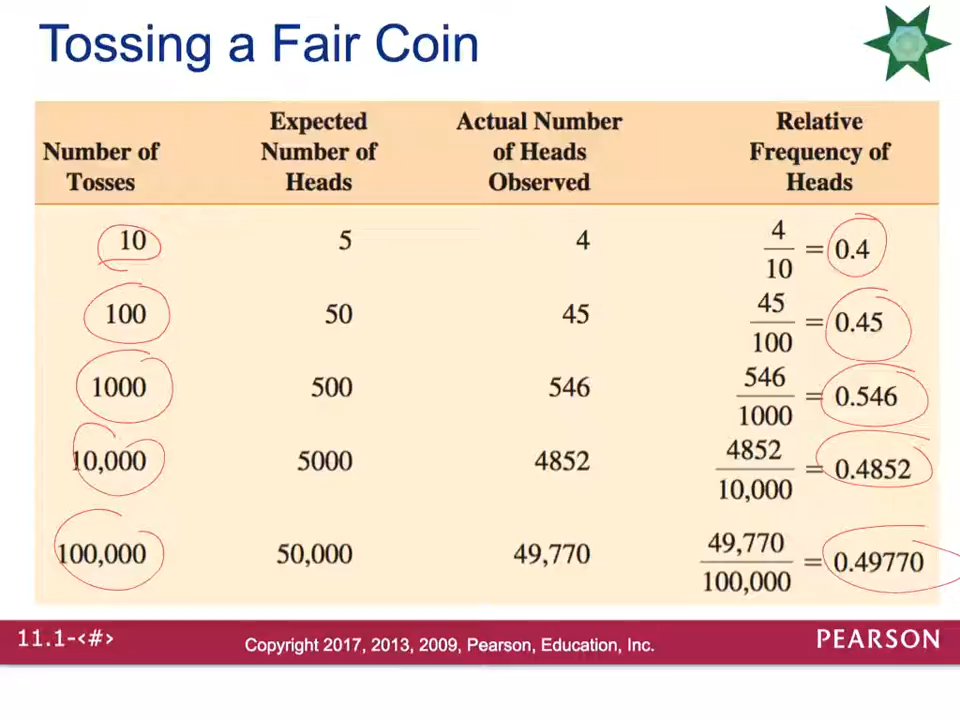 Tossing a Fair Coin
Number of Tosses	Expected Number of Heads	Actual Number of Heads Observed	Relative Frequency of Heads
10	5	4	4/10 = 0.4
100	50	45	45/100 = 0.45
1000	500	546	546/1000 = 0.546
10,000	5000	4852	4852/10,000 = 0.4852
100,000	50,000	49,770	49,770/100,000 = 0.49770
11.1-<#>
Copyright 2017, 2013, 2009, Pearson, Education, Inc.
PEARSON